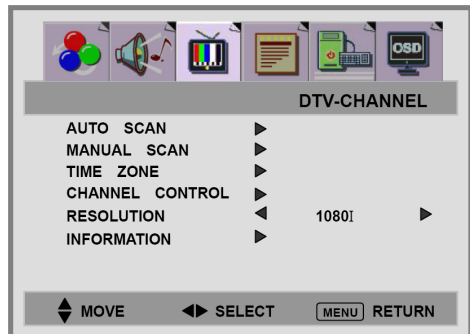 OSD
DTV-CHANNEL
AUTO SCAN
MANUAL SCAN
TIME ZONE
CHANNEL CONTROL
RESOLUTION 1080I
INFORMATION
MOVE SELECT MENU RETURN